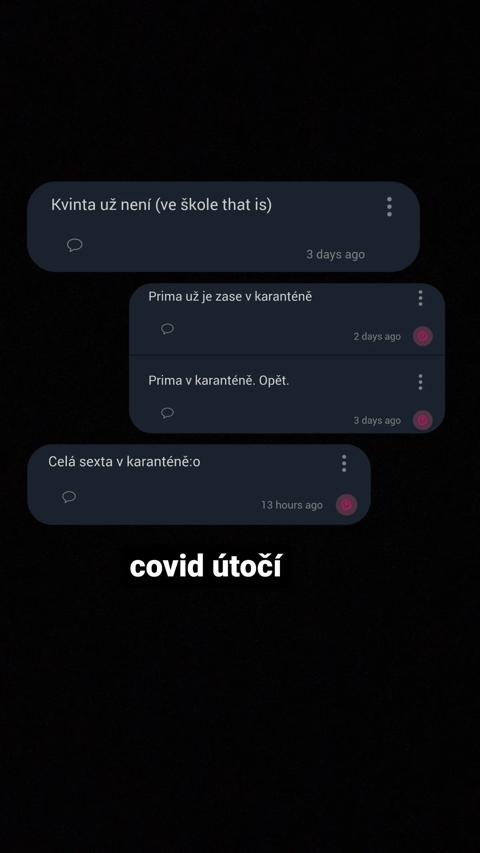 Kvinta už není (ve škole that is)
3 days ago
Prima už je zase v karanténě
2 days ago
Prima v karanténě. Opět.
3 days ago
Celá sexta v karanténě:o
13 hours ago
covid útočí